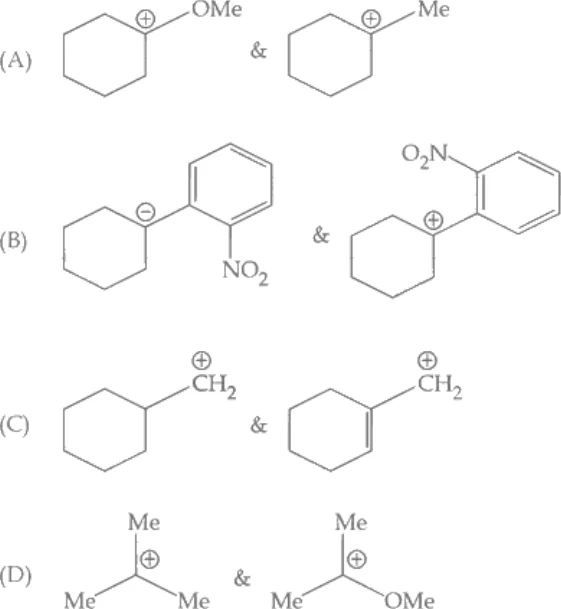 (A) ⊕ OMe & ⊕ Me
(B) ⊖ NO₂ & O₂N ⊕
(C) ⊕ CH₂ & ⊕ CH₂
(D) Me ⊕ Me Me & Me ⊕ Me OMe